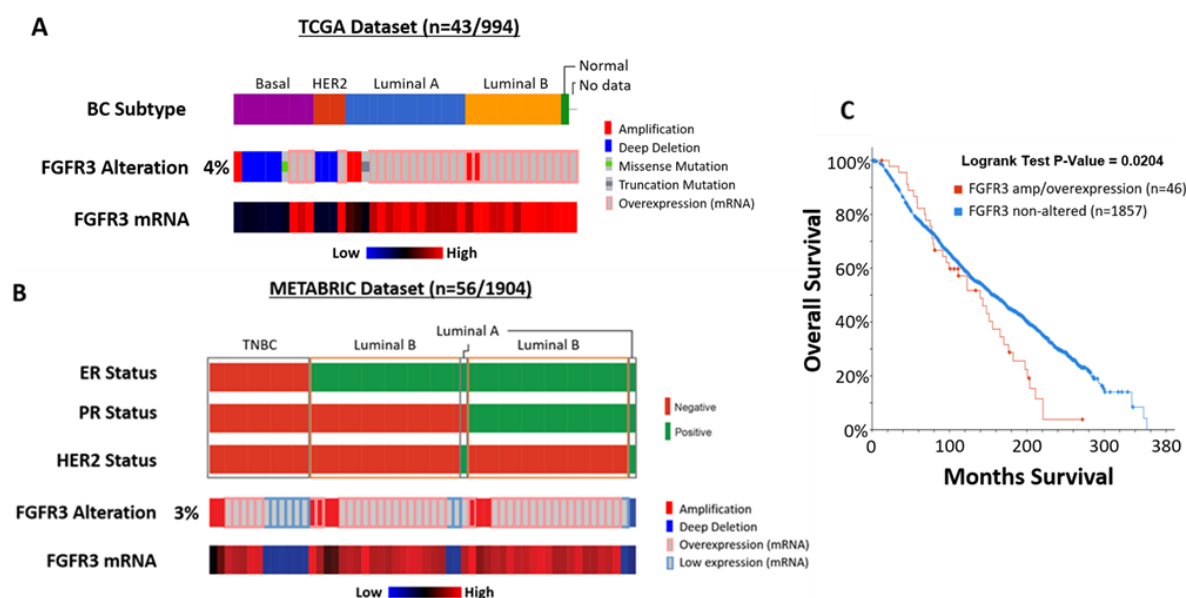 A
TCGA Dataset (n=43/994)
Normal
No data
Basal HER2 Luminal A Luminal B
BC Subtype
Amplification
Deep Deletion
Missense Mutation
Truncation Mutation
Overexpression (mRNA)
FGFR3 Alteration 4%
FGFR3 mRNA
Low High
B
METABRIC Dataset (n=56/1904)
Luminal A
TNBC Luminal B Luminal B
ER Status
PR Status
HER2 Status
Negative
Positive
FGFR3 Alteration 3%
Amplification
Deep Deletion
Overexpression (mRNA)
Low expression (mRNA)
FGFR3 mRNA
Low High
C
Logrank Test P-Value = 0.0204
FGFR3 amp/overexpression (n=46)
FGFR3 non-altered (n=1857)
Overall Survival
100%
80%
60%
40%
20%
0%
0 100 200 300 380
Months Survival